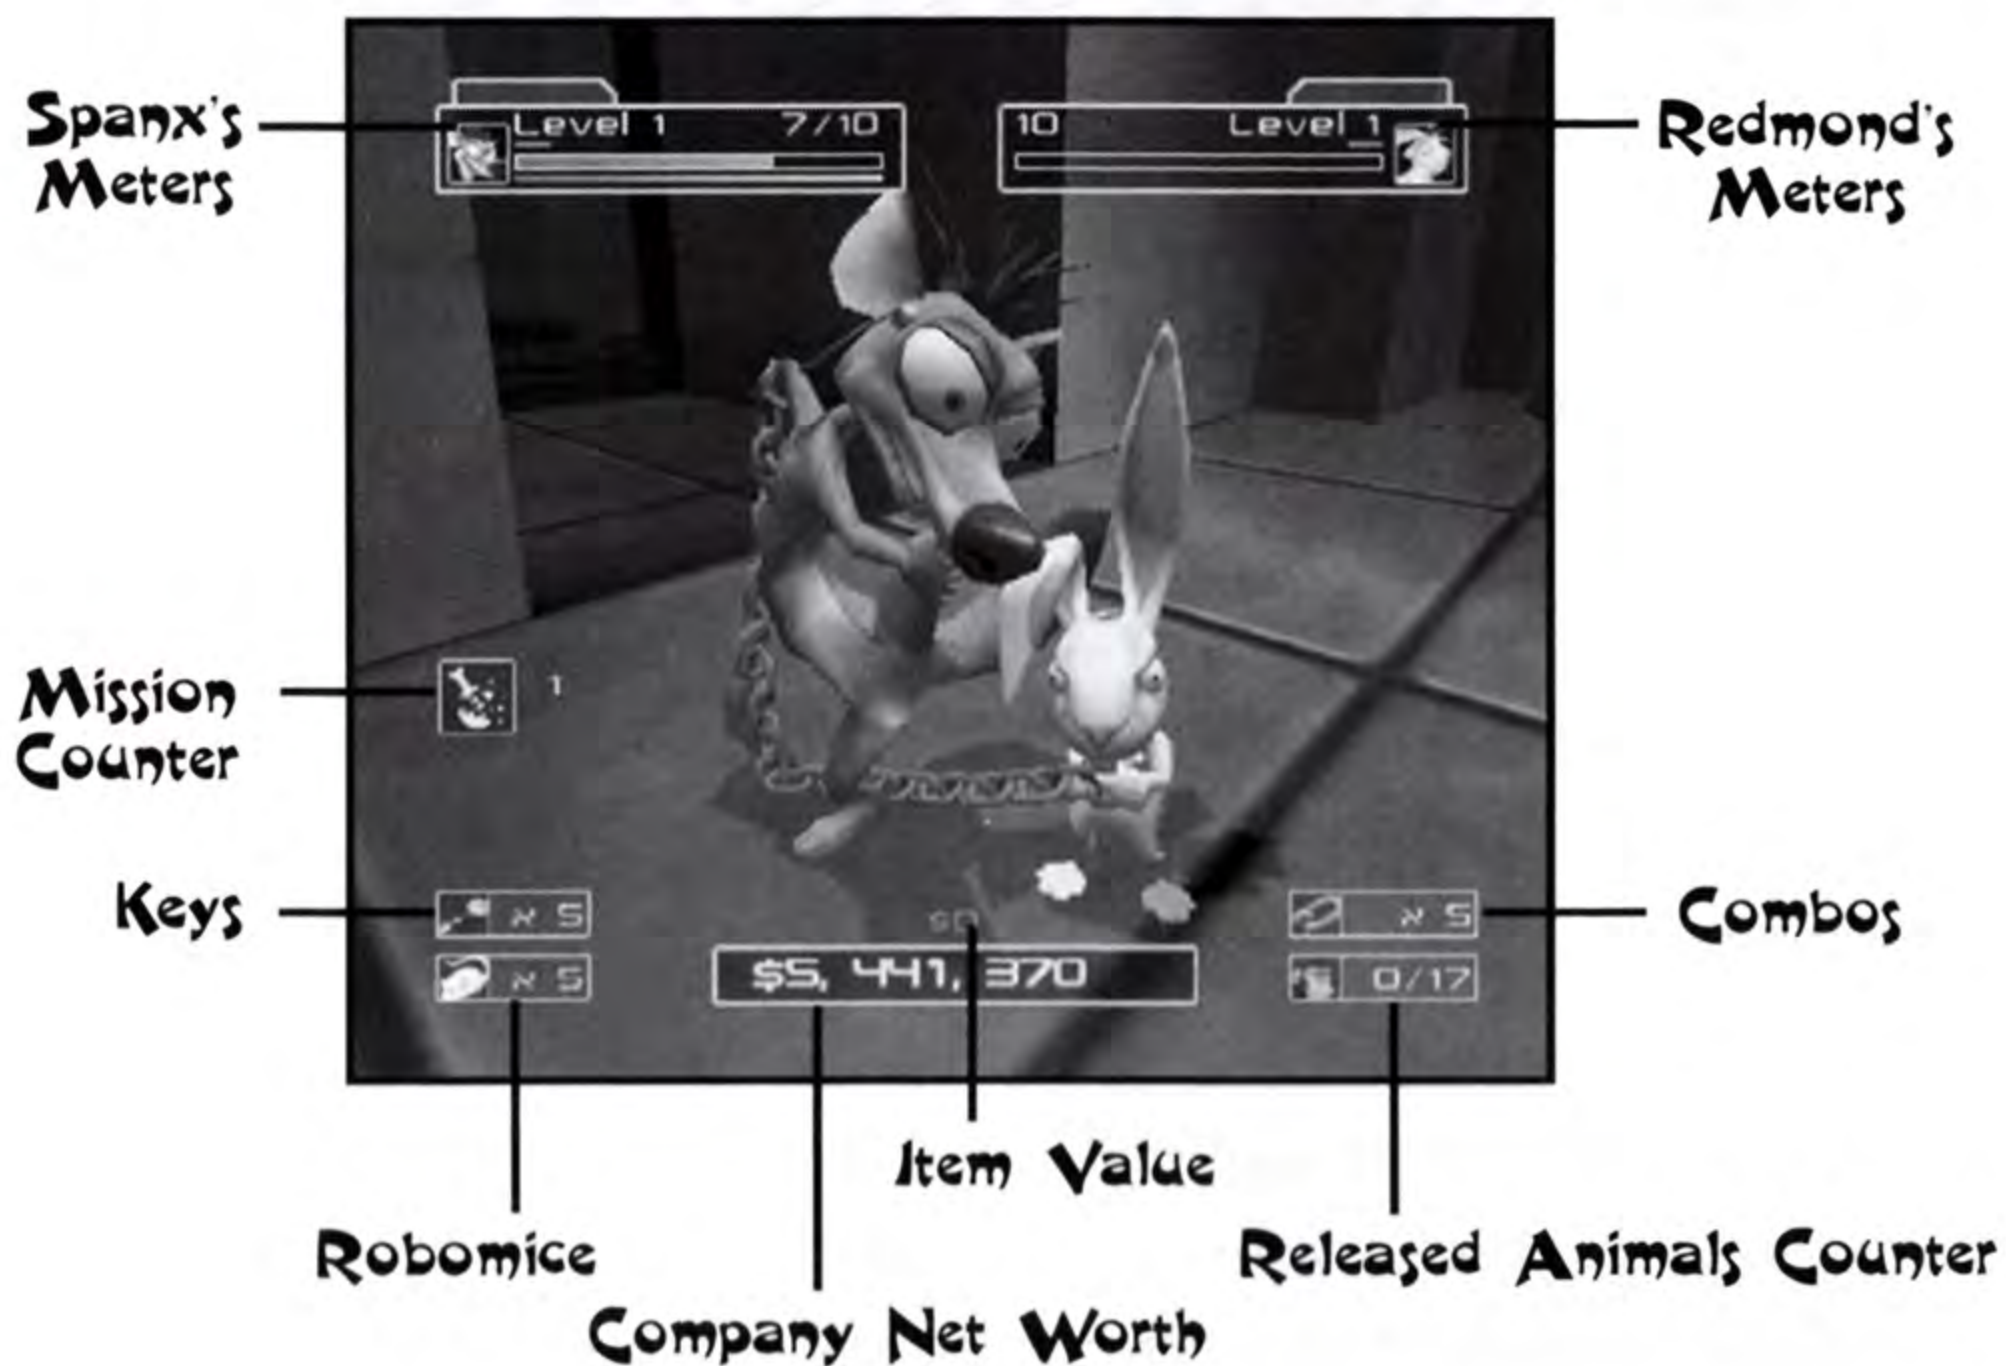 Spanx's
Meters
Level 1 7/10
10 Level 1
Redmond's
Meters
Mission
Counter
1
Keys
x 5
x 5
$0
$5, 441, 370
x 5
0/17
Combos
Item Value
Robomice
Released Animals Counter
Company Net Worth